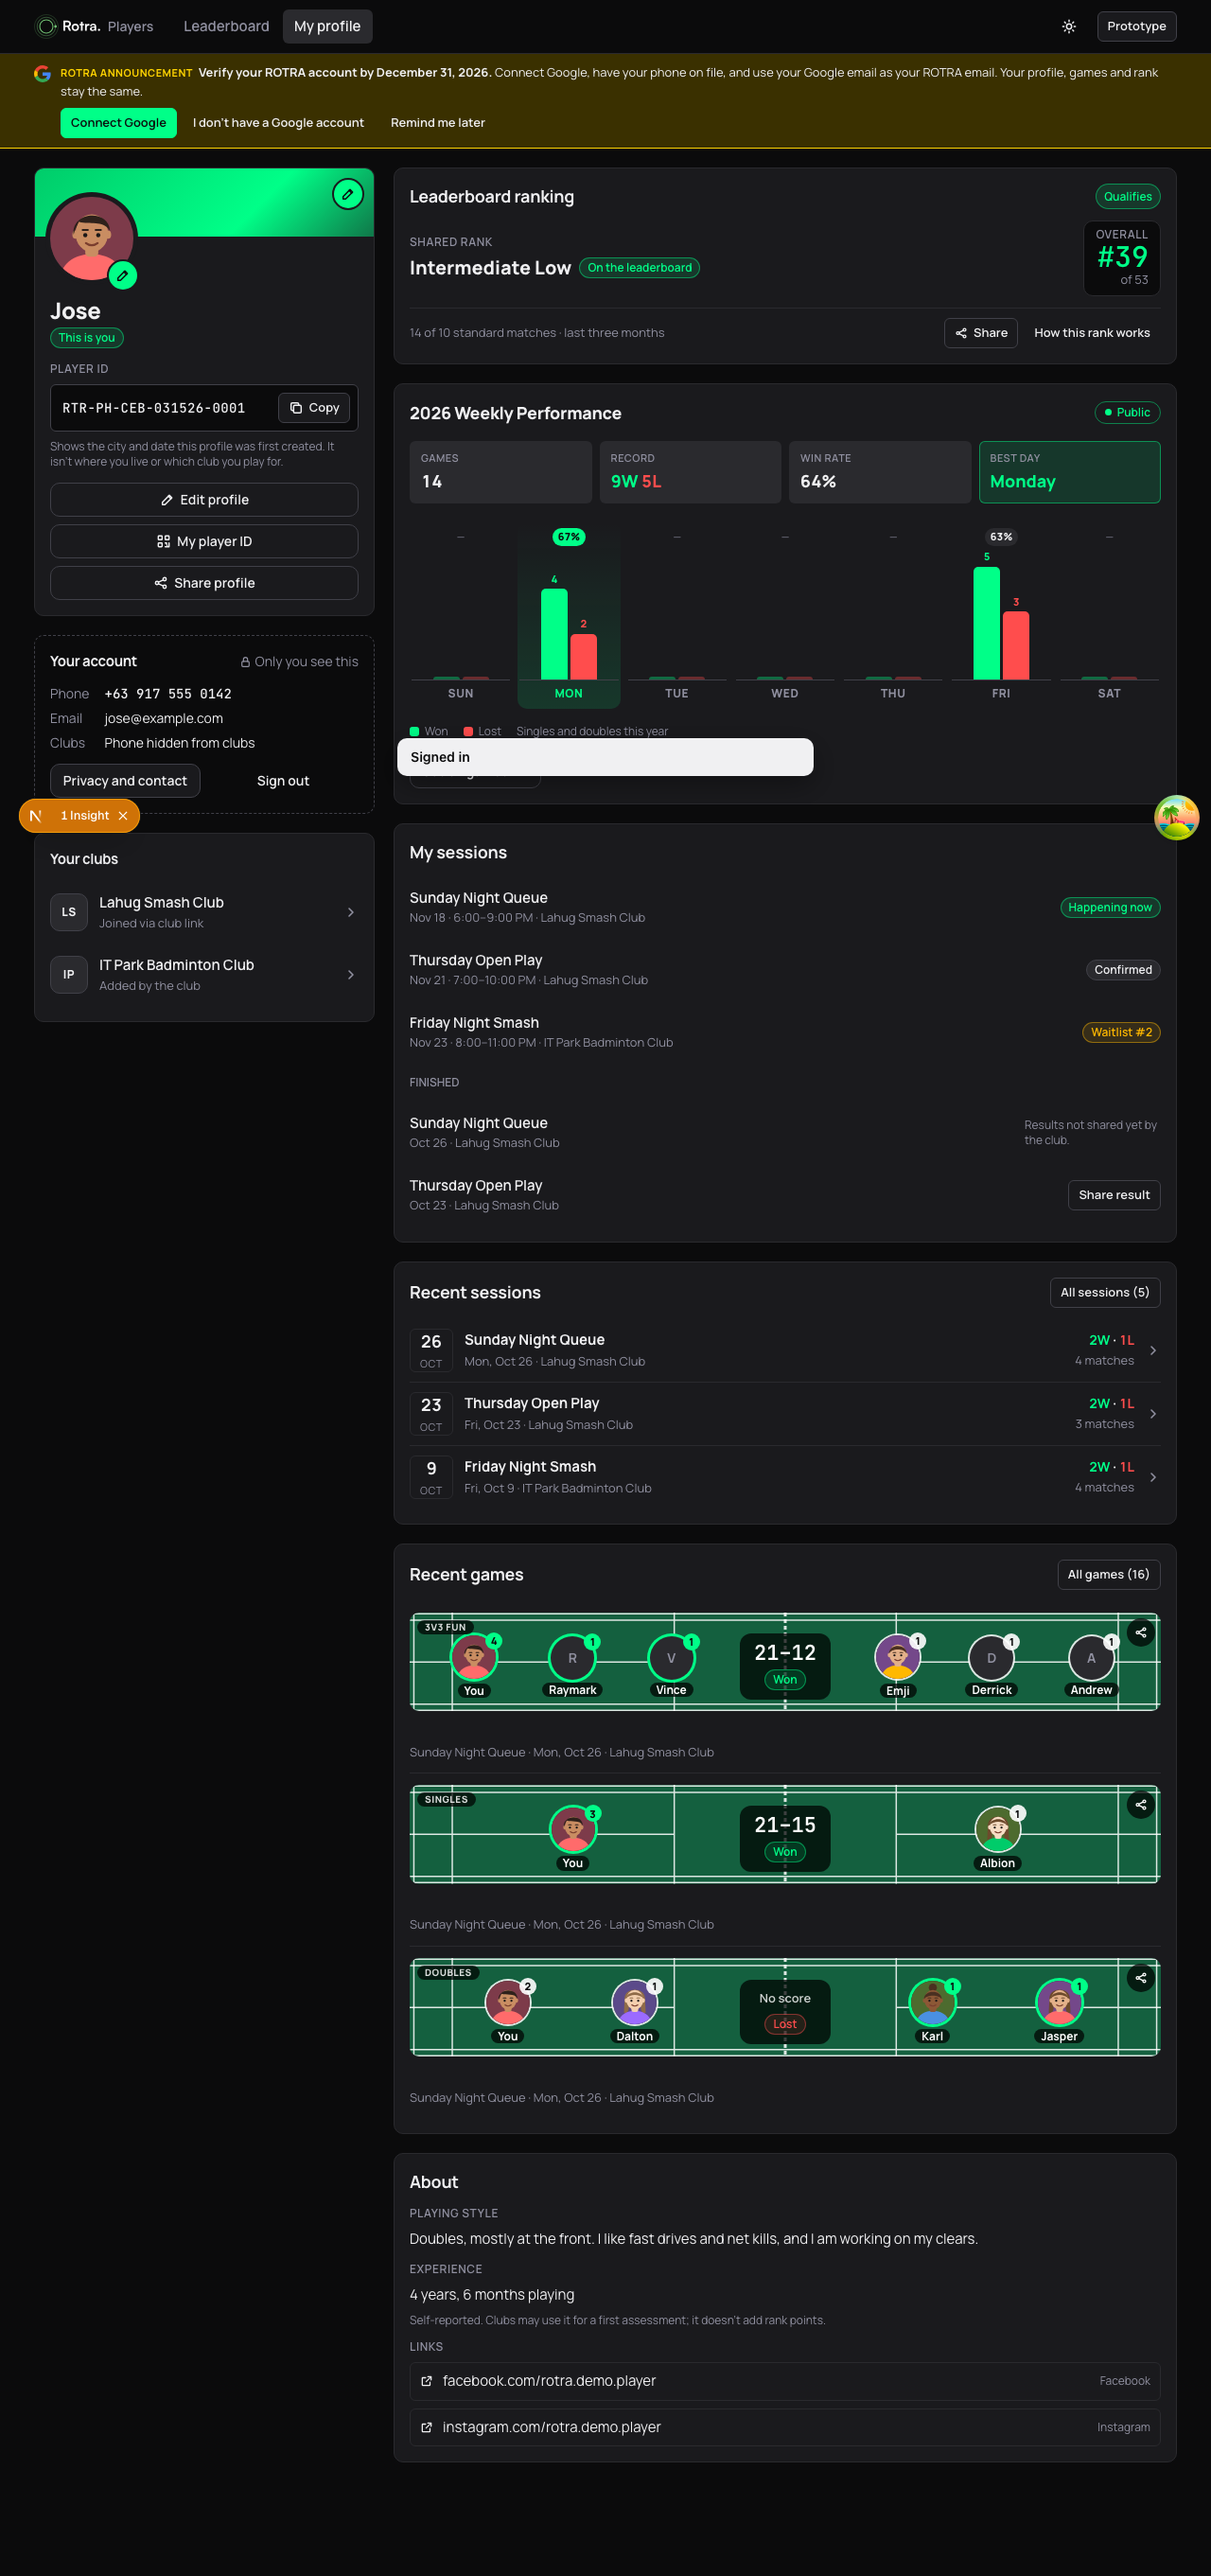 Rotra. Players Leaderboard My profile Prototype
ROTRA ANNOUNCEMENT Verify your ROTRA account by December 31, 2026. Connect Google, have your phone on file, and use your Google email as your ROTRA email. Your profile, games and rank
stay the same.
Connect Google I don't have a Google account Remind me later
Jose
This is you
PLAYER ID
RTR-PH-CEB-031526-0001 Copy
Shows the city and date this profile was first created. It
isn't where you live or which club you play for.
Edit profile
My player ID
Share profile
Your account Only you see this
Phone +63 917 555 0142
Email jose@example.com
Clubs Phone hidden from clubs
Privacy and contact Sign out
1 Insight
Your clubs
LS Lahug Smash Club
Joined via club link
IP IT Park Badminton Club
Added by the club
Leaderboard ranking Qualifies
SHARED RANK
Intermediate Low On the leaderboard
OVERALL
#39
of 53
14 of 10 standard matches · last three months Share How this rank works
2026 Weekly Performance Public
GAMES RECORD WIN RATE BEST DAY
14 9W 5L 64% Monday
– 67% – – – 63% –
4 2 5 3
SUN MON TUE WED THU FRI SAT
Won Lost Singles and doubles this year
Signed in
My sessions
Sunday Night Queue
Nov 18 · 6:00–9:00 PM · Lahug Smash Club
Happening now
Thursday Open Play
Nov 21 · 7:00–10:00 PM · Lahug Smash Club
Confirmed
Friday Night Smash
Nov 23 · 8:00–11:00 PM · IT Park Badminton Club
Waitlist #2
FINISHED
Sunday Night Queue
Oct 26 · Lahug Smash Club
Results not shared yet by
the club.
Thursday Open Play
Oct 23 · Lahug Smash Club
Share result
Recent sessions All sessions (5)
26 Sunday Night Queue 2W · 1L
OCT Mon, Oct 26 · Lahug Smash Club 4 matches
23 Thursday Open Play 2W · 1L
OCT Fri, Oct 23 · Lahug Smash Club 3 matches
9 Friday Night Smash 2W · 1L
OCT Fri, Oct 9 · IT Park Badminton Club 4 matches
Recent games All games (16)
3V3 FUN
4 1 1 1 1 1
R V 21–12 D A
Won
You Raymark Vince Emji Derrick Andrew
Sunday Night Queue · Mon, Oct 26 · Lahug Smash Club
SINGLES
3 1
21–15
Won
You Albion
Sunday Night Queue · Mon, Oct 26 · Lahug Smash Club
DOUBLES
2 1 1 1
No score
Lost
You Dalton Karl Jasper
Sunday Night Queue · Mon, Oct 26 · Lahug Smash Club
About
PLAYING STYLE
Doubles, mostly at the front. I like fast drives and net kills, and I am working on my clears.
EXPERIENCE
4 years, 6 months playing
Self-reported. Clubs may use it for a first assessment; it doesn't add rank points.
LINKS
facebook.com/rotra.demo.player Facebook
instagram.com/rotra.demo.player Instagram